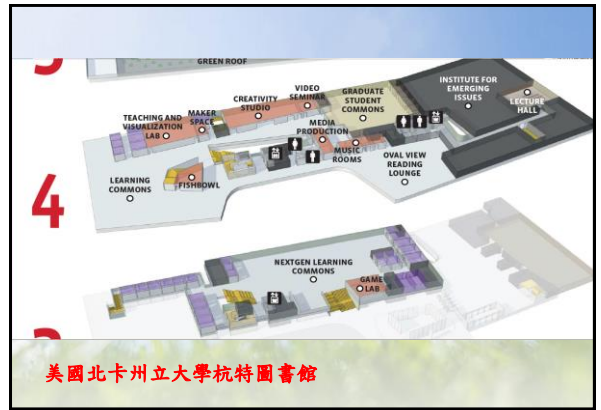 GREEN ROOF
INSTITUTE FOR
EMERGING
ISSUES
LECTURE
HALL
VIDEO
SEMINAR
GRADUATE
STUDENT
COMMONS
CREATIVITY
STUDIO
MAKER
SPACE
TEACHING AND
VISUALIZATION
LAB
MEDIA
PRODUCTION
MUSIC
ROOMS
OVAL VIEW
READING
LOUNGE
LEARNING
COMMONS
FISHBOWL
4
NEXTGEN LEARNING
COMMONS
GAME
LAB
美國北卡州立大學杭特圖書館